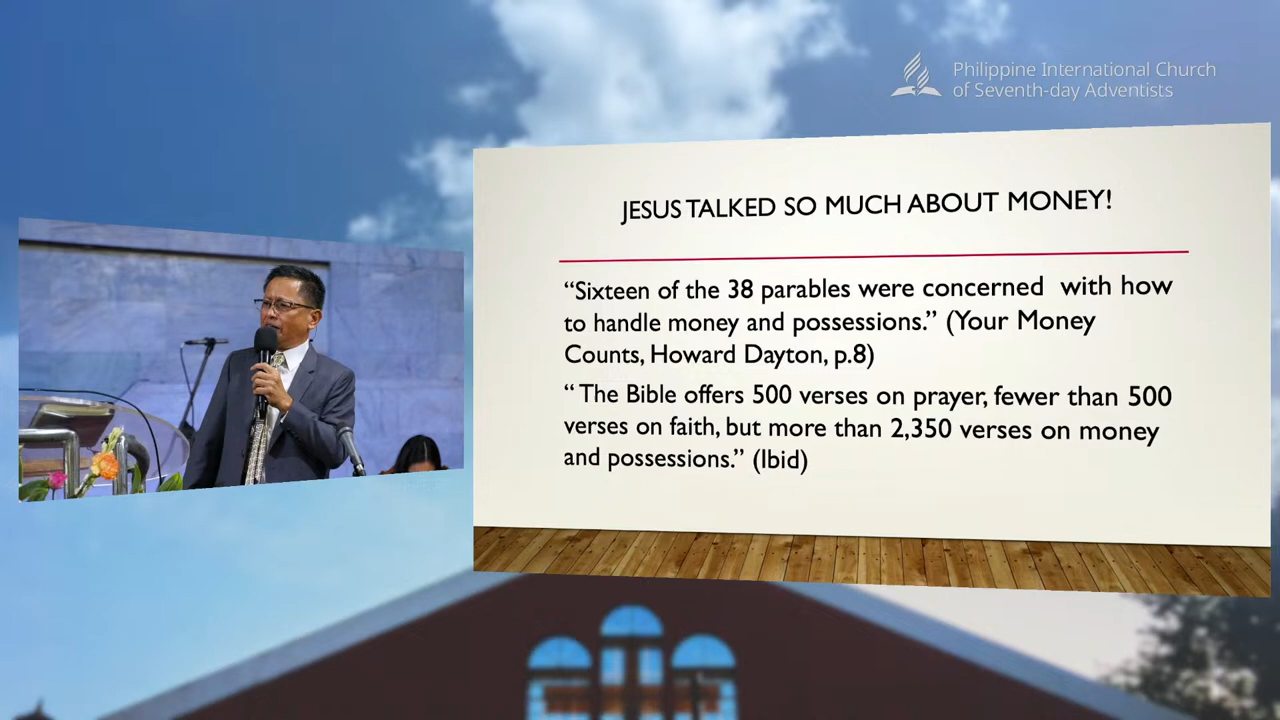 Philippine International Church
of Seventh-day Adventists
JESUS TALKED SO MUCH ABOUT MONEY!
“Sixteen of the 38 parables were concerned with how
to handle money and possessions.” (Your Money
Counts, Howard Dayton, p.8)
“ The Bible offers 500 verses on prayer, fewer than 500
verses on faith, but more than 2,350 verses on money
and possessions.” (Ibid)